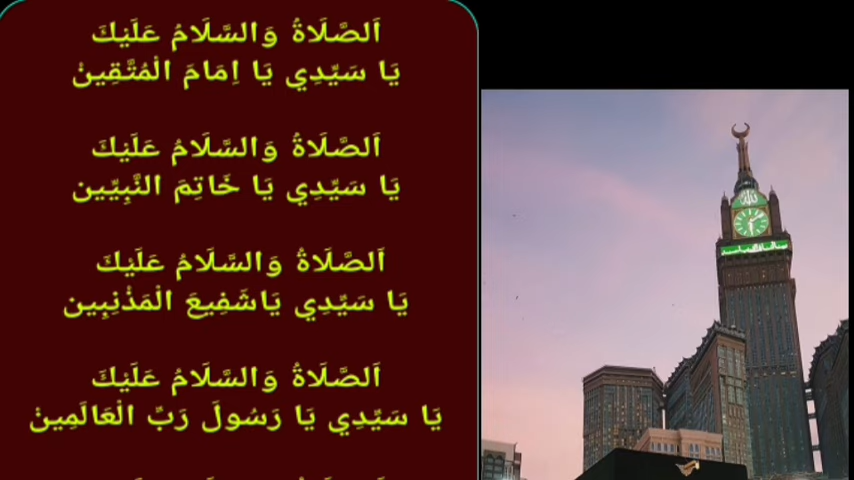 اَلصَّلَاةُ وَالسَّلَامُ عَلَيْكَ
يَا سَيِّدِي يَا اِمَامَ الْمُتَّقِينْ
اَلصَّلَاةُ وَالسَّلَامُ عَلَيْكَ
يَا سَيِّدِي يَا خَاتِمَ النَّبِيِّين
اَلصَّلَاةُ وَالسَّلَامُ عَلَيْكَ
يَا سَيِّدِي يَاشَفِيعَ الْمَذْنِبِين
اَلصَّلَاةُ وَالسَّلَامُ عَلَيْكَ
يَا سَيِّدِي يَا رَسُولَ رَبِّ الْعَالَمِينْ
الله